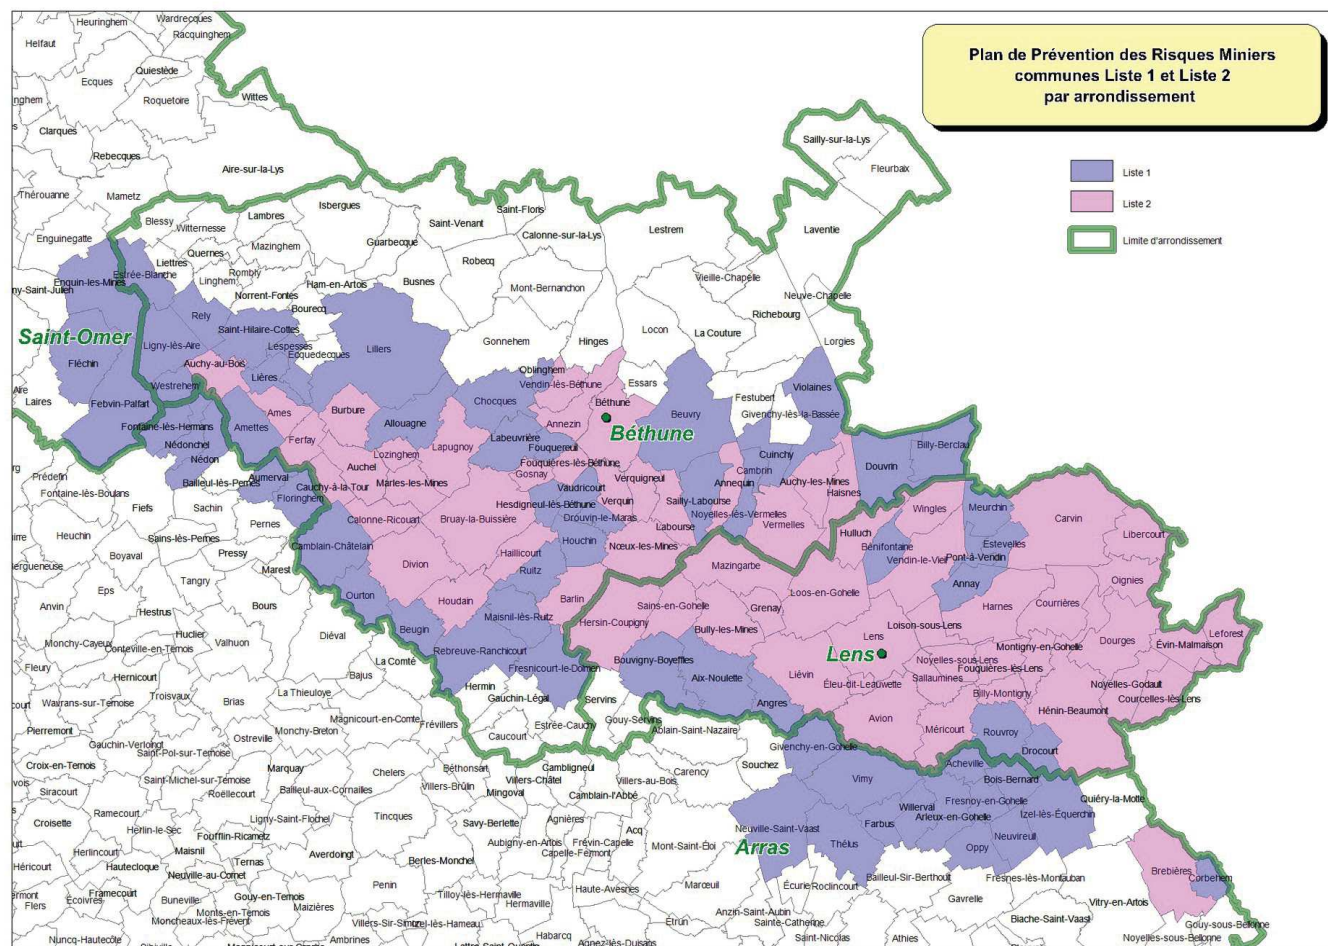 Plan de Prévention des Risques Miniers
communes Liste 1 et Liste 2
par arrondissement
Liste 1
Liste 2
Limite d'arrondissement
Heuringhem
Wardrecques
Racquinghem
Helfaut
Quiestède
Ecques
Roquetoire
Wittes
Clarques
Rebecques
Aire-sur-la-Lys
Thérouanne
Mametz
Sailly-sur-la-Lys
Fleurbaix
Laventie
Enguinegatte
Blessy
Witternesse
Lambres
Isbergues
Saint-Floris
Saint-Venant
Calonne-sur-la-Lys
Lestrem
Guarbecque
Mazinghem
Quernes
Liettres
Rombly
Linghem
Estrée-Blanche
Enquin-les-Mines
ny-Saint-Julien
Norrent-Fontes
Ham-en-Artois
Bourecq
Busnes
Robecq
Mont-Bernanchon
Vieille-Chapelle
Neuve-Chapelle
Richebourg
Locon
La Couture
Lorgies
Saint-Omer
Rely
Saint-Hilaire-Cottes
Lespesses
Ecquedecques
Lillers
Gonnehem
Hinges
Fléchin
Ligny-lès-Aire
Auchy-au-Bois
Lières
Westrehem
Febvin-Palfart
Laires
Oblinghem
Vendin-lès-Béthune
Essars
Chocques
Béthune
Annezin
Béthune
Beuvry
Festubert
Violaines
Givenchy-lès-la-Bassée
Ames
Burbure
Allouagne
Amettes
Ferfay
Fontaine-lès-Hermans
Nédonchel
Nédon
Bailleul-lès-Pernes
Aumerval
Floringhem
Lozinghem
Lapugnoy
Labeuvrière
Fouquereuil
Fouquières-lès-Béthune
Gosnay
Auchel
Cauchy-à-la-Tour
Marles-les-Mines
Verquigneul
Vaudricourt
Verquin
Hesdigneul-lès-Béthune
Drouvin-le-Marais
Sailly-Labourse
Labourse
Noyelles-lès-Vermelles
Annequin
Cambrin
Cuinchy
Auchy-les-Mines
Haisnes
Vermelles
Douvrin
Billy-Berclau
Calonne-Ricouart
Bruay-la-Buissière
Houchin
Nœux-les-Mines
Haillicourt
Ruitz
Camblain-Châtelain
Divion
Ourton
Houdain
Beugin
Maisnil-lès-Ruitz
Barlin
Rebreuve-Ranchicourt
Fresnicourt-le-Dolmen
Hermin
Gauchin-Légal
Estrée-Cauchy
Caucourt
Servins
Gouy-Servins
Hersin-Coupigny
Sains-en-Gohelle
Mazingarbe
Grenay
Bully-les-Mines
Bouvigny-Boyeffles
Aix-Noulette
Angres
Liévin
Loos-en-Gohelle
Hulluch
Bénifontaine
Wingles
Meurchin
Estevelles
Vendin-le-Vieil
Pont-à-Vendin
Annay
Carvin
Libercourt
Oignies
Harnes
Courrières
Loison-sous-Lens
Lens
Lens
Noyelles-sous-Lens
Fouquières-lès-Lens
Montigny-en-Gohelle
Dourges
Évin-Malmaison
Leforest
Noyelles-Godault
Courcelles-lès-Lens
Éleu-dit-Leauwette
Sallaumines
Billy-Montigny
Hénin-Beaumont
Avion
Méricourt
Rouvroy
Drocourt
Givenchy-en-Gohelle
Acheville
Bois-Bernard
Vimy
Willerval
Fresnoy-en-Gohelle
Arleux-en-Gohelle
Izel-lès-Équerchin
Quiéry-la-Motte
Farbus
Neuvireuil
Oppy
Thélus
Neuville-Saint-Vaast
Arras
Brebières
Corbehem
Vitry-en-Artois
Souchez
Ablain-Saint-Nazaire
Carency
Prédefin
Fontaine-lès-Boulans
Fiefs
Sachin
Pernes
Heuchin
Sains-lès-Pernes
Pressy
Boyaval
Bergueneuse
Tangry
Marest
Eps
Anvin
Hestrus
Bours
Monchy-Cayeux
Huclier
Conteville-en-Ternois
Valhuon
Diéval
La Comté
Fleury
Hernicourt
Bajus
La Thieuloye
Wavrans-sur-Ternoise
Troisvaux
Brias
Magnicourt-en-Comte
Frévillers
Monchy-Breton
Pierremont
Ostreville
Gauchin-Verloingt
Saint-Pol-sur-Ternoise
Croix-en-Ternois
Marquay
Chelers
Béthonsart
Villers-Châtel
Cambligneul
Villers-au-Bois
Saint-Michel-sur-Ternoise
Siracourt
Roëllecourt
Bailleul-aux-Cornailles
Villers-Brûlin
Mingoval
Camblain-l'Abbé
Ramecourt
Ligny-Saint-Flochel
Tincques
Croisette
Herlin-le-Sec
Foufflin-Ricametz
Savy-Berlette
Agnières
Acq
Mont-Saint-Éloi
Aubigny-en-Artois
Frévin-Capelle
Capelle-Fermont
Maisnil
Averdoingt
Herlincourt
Héricourt
Ternas
Berles-Monchel
Hautecloque
Neuville-au-Cornet
Framecourt
Buneville
Gouy-en-Ternois
Penin
Tilloy-lès-Hermaville
Haute-Avesnes
Marœuil
Écurie
Roclincourt
Bailleul-Sir-Berthoult
Fresnes-lès-Montauban
Gavrelle
Flers
Écoivres
Monts-en-Ternois
Maizières
Hermaville
Moncheaux-lès-Frévent
Anzin-Saint-Aubin
Sainte-Catherine
Étrun
Biache-Saint-Vaast
Gouy-sous-Bellonne
Noyelles-sous-Bellonne
Nuncq-Hautecôte
Ambrines
Habarcq
Agnez-lès-Duisans
Saint-Nicolas
Athies